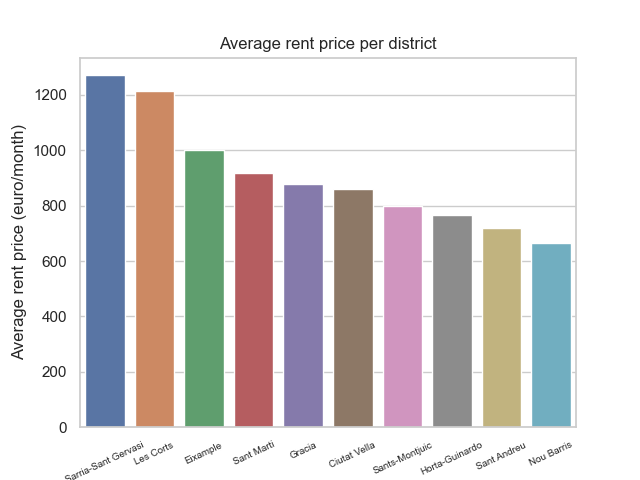 Average rent price per district
Average rent price (euro/month)
1200
1000
800
600
400
200
0
Sarria-Sant Gervasi
Les Corts
Eixample
Sant Marti
Gracia
Ciutat Vella
Sants-Montjuic
Horta-Guinardo
Sant Andreu
Nou Barris